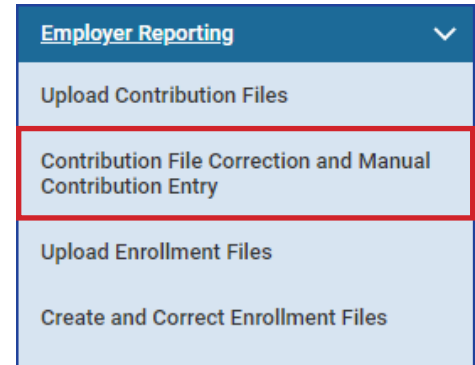 Employer Reporting
Upload Contribution Files
Contribution File Correction and Manual
Contribution Entry
Upload Enrollment Files
Create and Correct Enrollment Files